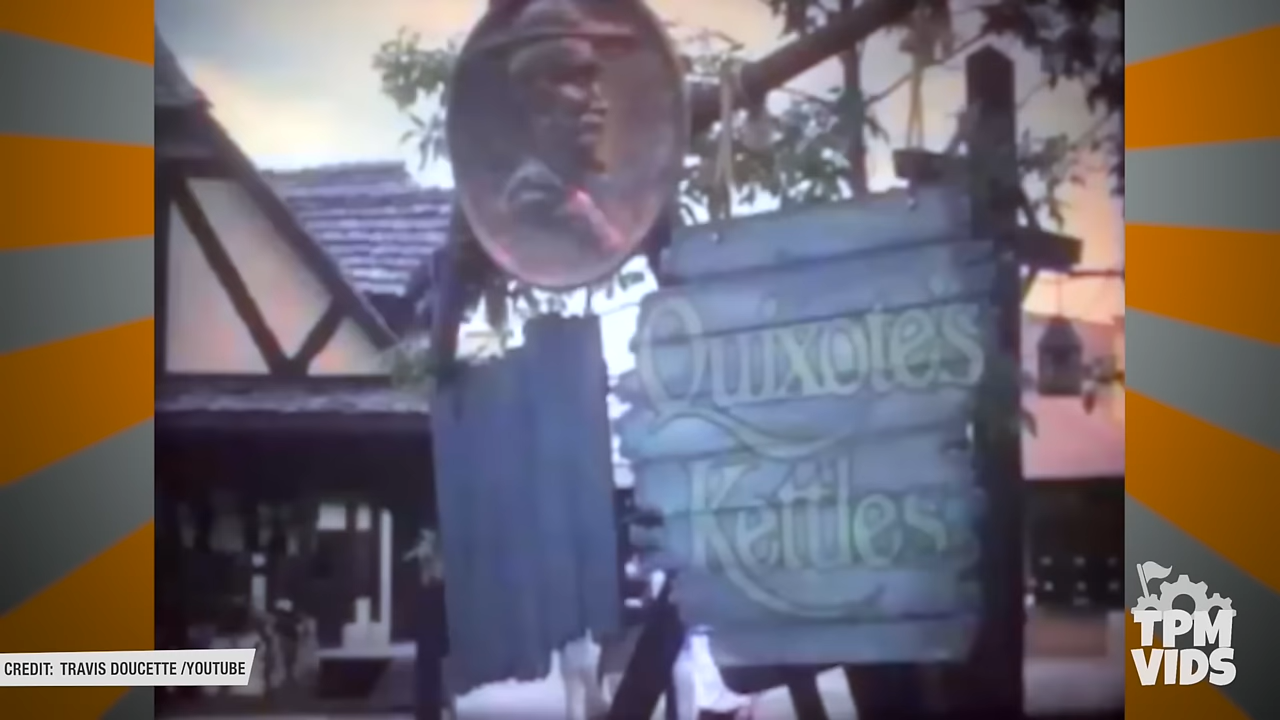 Quixote's
Kettles
CREDIT: TRAVIS DOUCETTE /YOUTUBE
TPM
VIDS